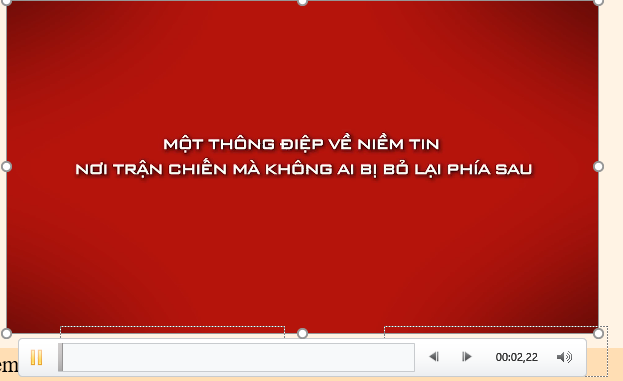 MỘT THÔNG ĐIỆP VỀ NIỀM TIN
NƠI TRẬN CHIẾN MÀ KHÔNG AI BỊ BỎ LẠI PHÍA SAU
em
00:02,22